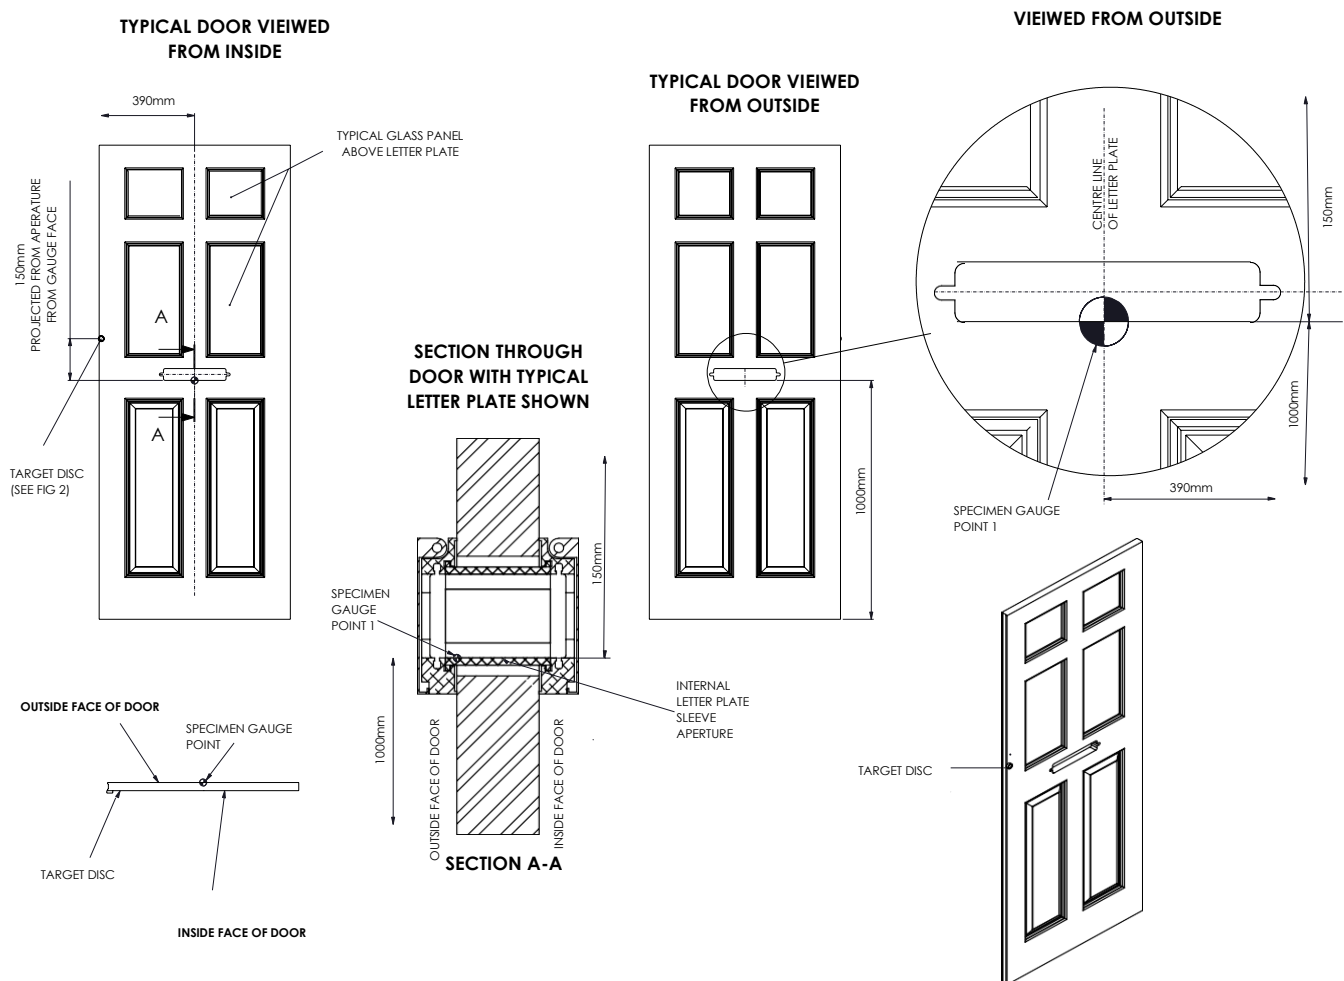 TYPICAL DOOR VIEIWED
FROM INSIDE
390mm
TYPICAL GLASS PANEL
ABOVE LETTER PLATE
150mm
PROJECTED FROM APERATURE
FROM GAUGE FACE
A
A
TARGET DISC
(SEE FIG 2)
TYPICAL DOOR VIEIWED
FROM OUTSIDE
1000mm
VIEIWED FROM OUTSIDE
CENTRE LINE
OF LETTER PLATE
150mm
1000mm
390mm
SPECIMEN GAUGE
POINT 1
SECTION THROUGH
DOOR WITH TYPICAL
LETTER PLATE SHOWN
150mm
SPECIMEN
GAUGE
POINT 1
1000mm
INTERNAL
LETTER PLATE
SLEEVE
APERTURE
OUTSIDE FACE OF DOOR
INSIDE FACE OF DOOR
SECTION A-A
OUTSIDE FACE OF DOOR
SPECIMEN GAUGE
POINT
TARGET DISC
INSIDE FACE OF DOOR
TARGET DISC